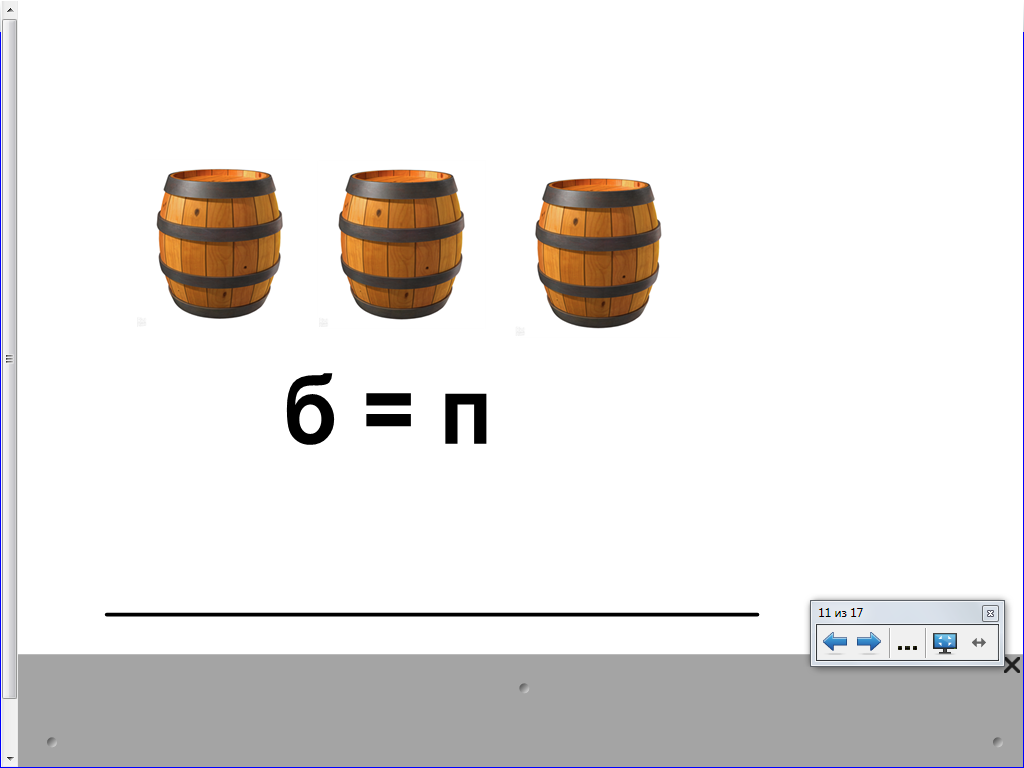 б = п
11 из 17
...